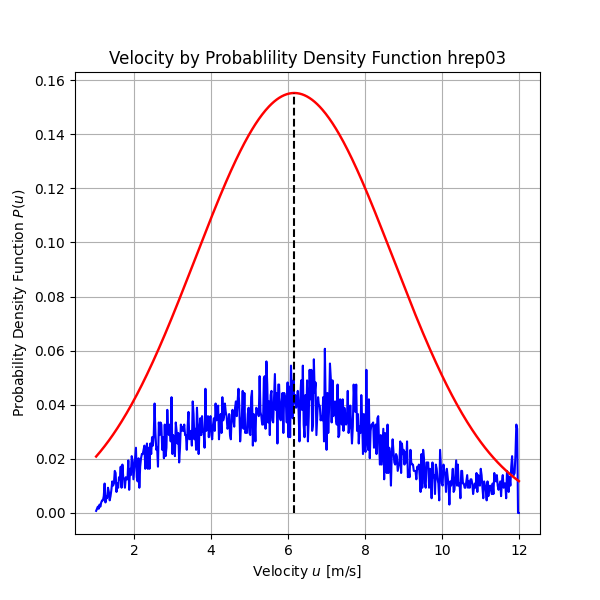 Velocity by Probablility Density Function hrep03
0.16
0.14
0.12
0.10
0.08
0.06
0.04
0.02
0.00
Probability Density Function P(u)
2 4 6 8 10 12
Velocity u [m/s]